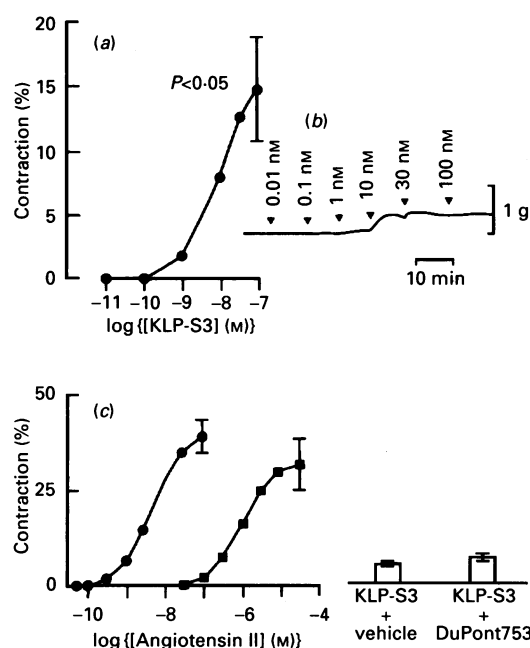 (a)
Contraction (%)
20
15
10
5
0
P<0·05
−11 −10 −9 −8 −7
log{[KLP-S3] (M)}
(b)
0.01 nM
0.1 nM
1 nM
10 nM
30 nM
100 nM
1 g
10 min
(c)
Contraction (%)
50
25
0
−10 −8 −6 −4
log{[Angiotensin II] (M)}
KLP-S3
+
vehicle
KLP-S3
+
DuPont753